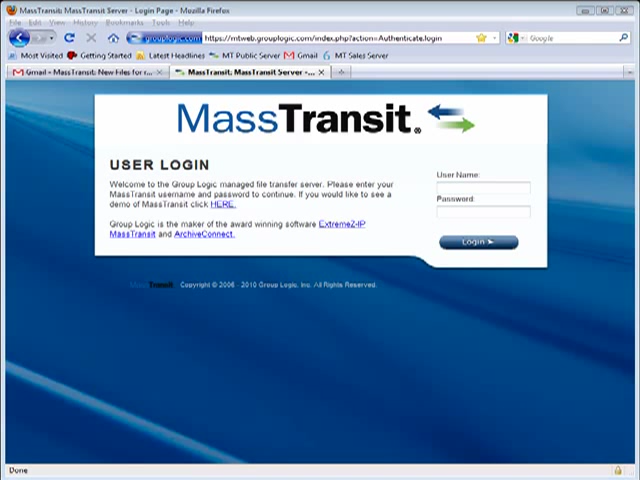 MassTransit: MassTransit Server - Login Page - Mozilla Firefox
File Edit View History Bookmarks Tools Help
grouplogic.com https://mtweb.grouplogic.com/index.php?action=Authenticate.login Google
Most Visited Getting Started Latest Headlines MT Public Server Gmail MT Sales Server
Gmail - MassTransit: New Files for r... MassTransit: MassTransit Server - ...
MassTransit®
USER LOGIN
Welcome to the Group Logic managed file transfer server. Please enter your
MassTransit username and password to continue. If you would like to see a
demo of MassTransit click HERE.
Group Logic is the maker of the award winning software ExtremeZ-IP
MassTransit and ArchiveConnect.
User Name:
Password:
Login
MassTransit Copyright © 2006 - 2010 Group Logic, Inc. All Rights Reserved.
Done